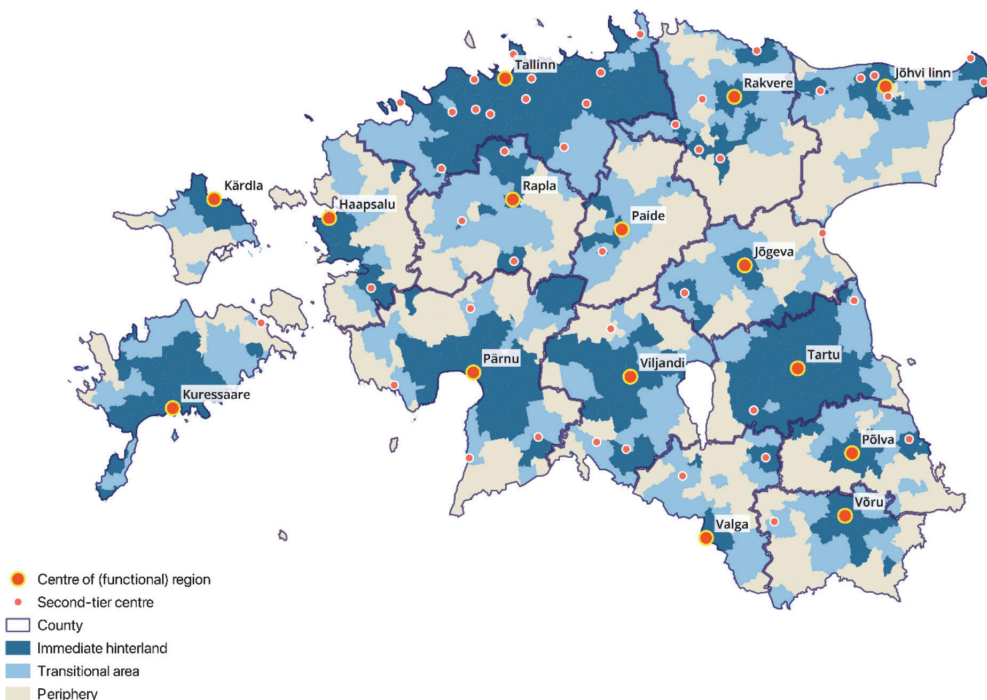 Tallinn
Jõhvi linn
Rakvere
Kärdla
Rapla
Haapsalu
Paide
Jõgeva
Pärnu
Viljandi
Tartu
Kuressaare
Põlva
Võru
Valga
Centre of (functional) region
Second-tier centre
County
Immediate hinterland
Transitional area
Periphery